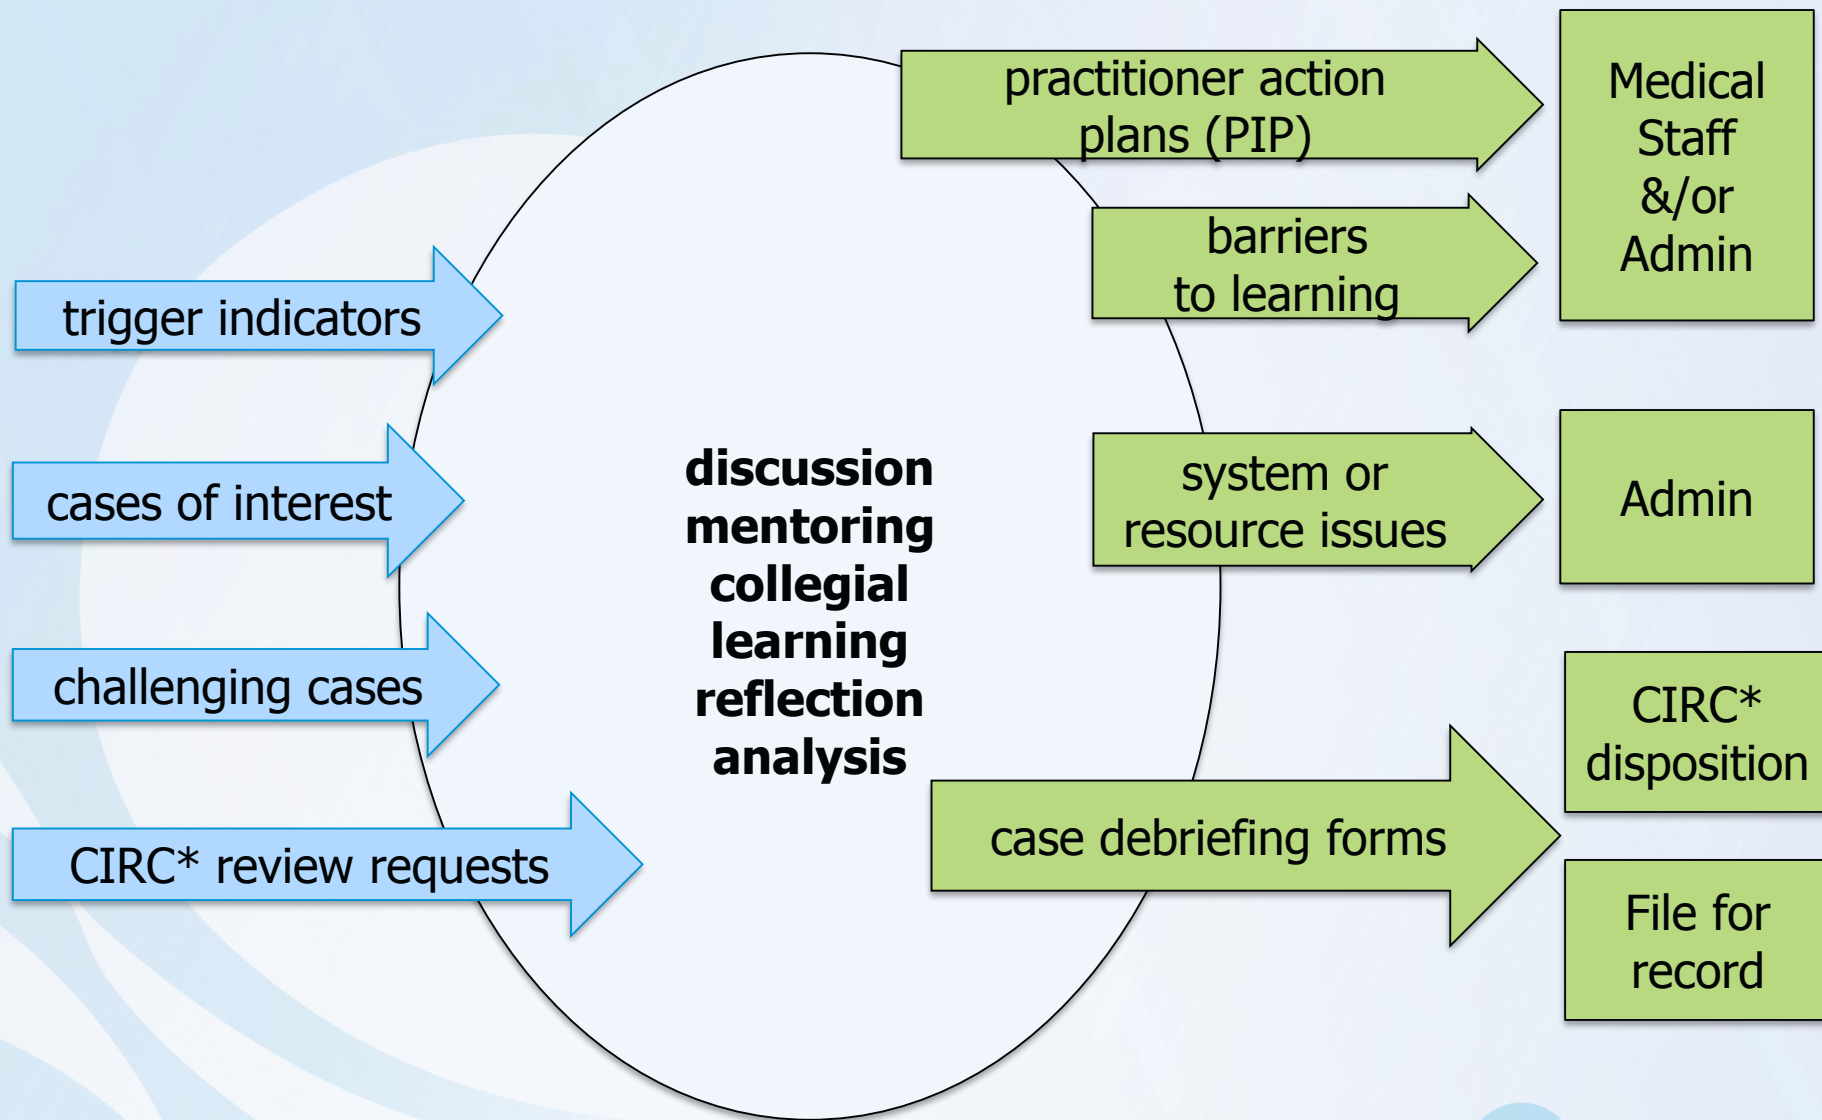 trigger indicators
cases of interest
challenging cases
CIRC* review requests
discussion
mentoring
collegial
learning
reflection
analysis
practitioner action
plans (PIP)
barriers
to learning
system or
resource issues
case debriefing forms
Medical
Staff
&/or
Admin
Admin
CIRC*
disposition
File for
record